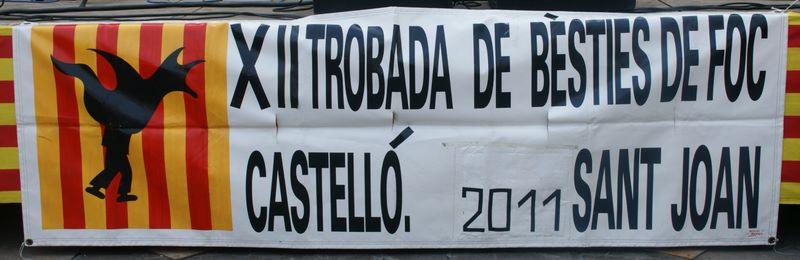 XII TROBADA DE BÈSTIES DE FOC
CASTELLÓ. 2011 SANT JOAN